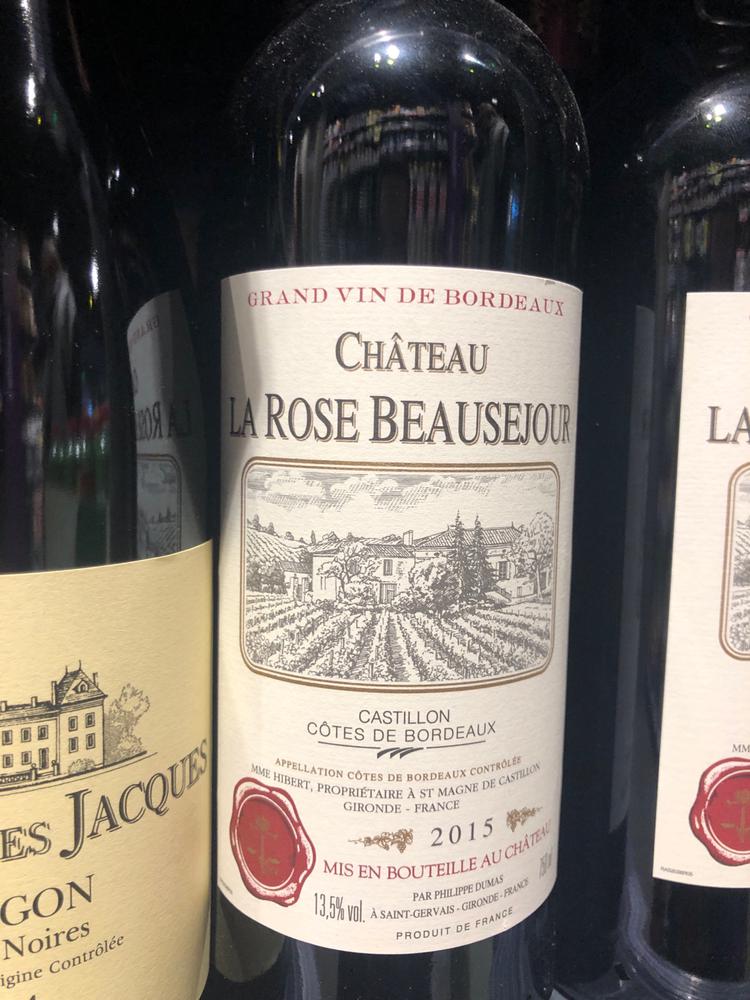 GRAND VIN DE BORDEAUX
CHÂTEAU
LA ROSE BEAUSEJOUR
CASTILLON
CÔTES DE BORDEAUX
APPELLATION CÔTES DE BORDEAUX CONTRÔLÉE
MME HIBERT, PROPRIÉTAIRE À ST MAGNE DE CASTILLON
GIRONDE - FRANCE
2015
MIS EN BOUTEILLE AU CHÂTEAU
13,5% vol.
PAR PHILIPPE DUMAS
À SAINT-GERVAIS - GIRONDE - FRANCE
PRODUIT DE FRANCE
ES JACQUES
GON
Noires
igine Contrôlée
LA
MM